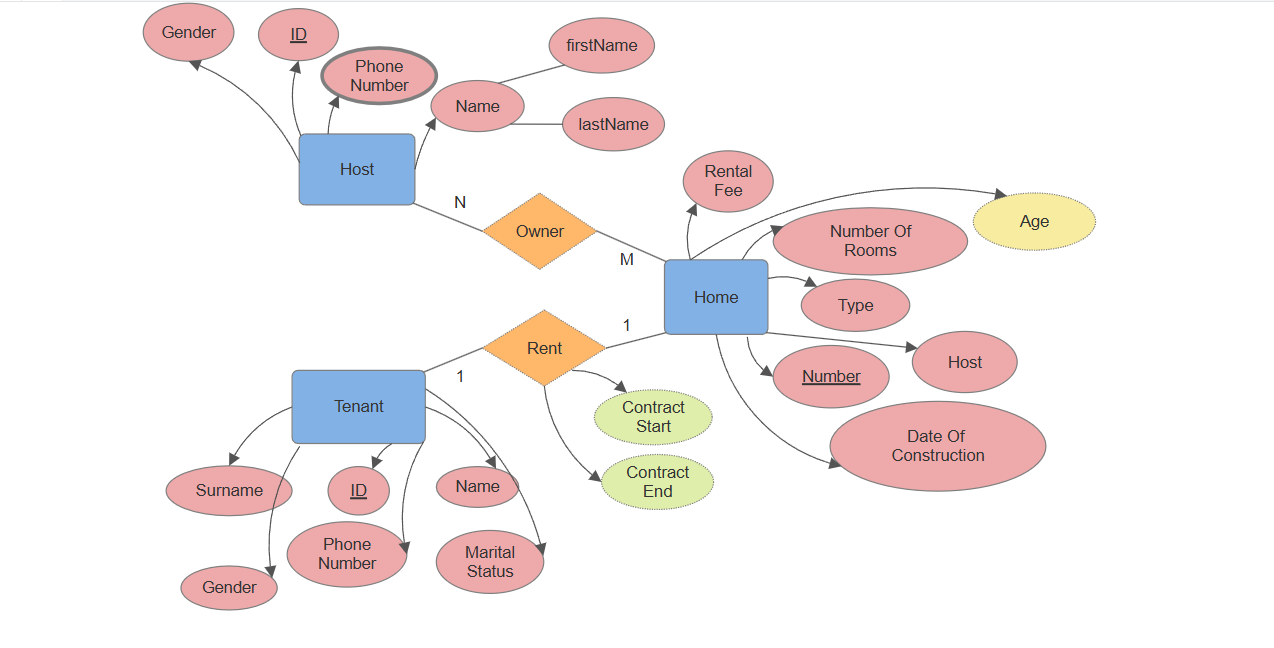 Gender
ID
Phone
Number
Name
firstName
lastName
Host
N
Owner
M
Rental
Fee
Number Of
Rooms
Age
Home
Type
Host
Number
Date Of
Construction
1
Rent
1
Contract
Start
Contract
End
Tenant
Surname
ID
Name
Phone
Number
Marital
Status
Gender